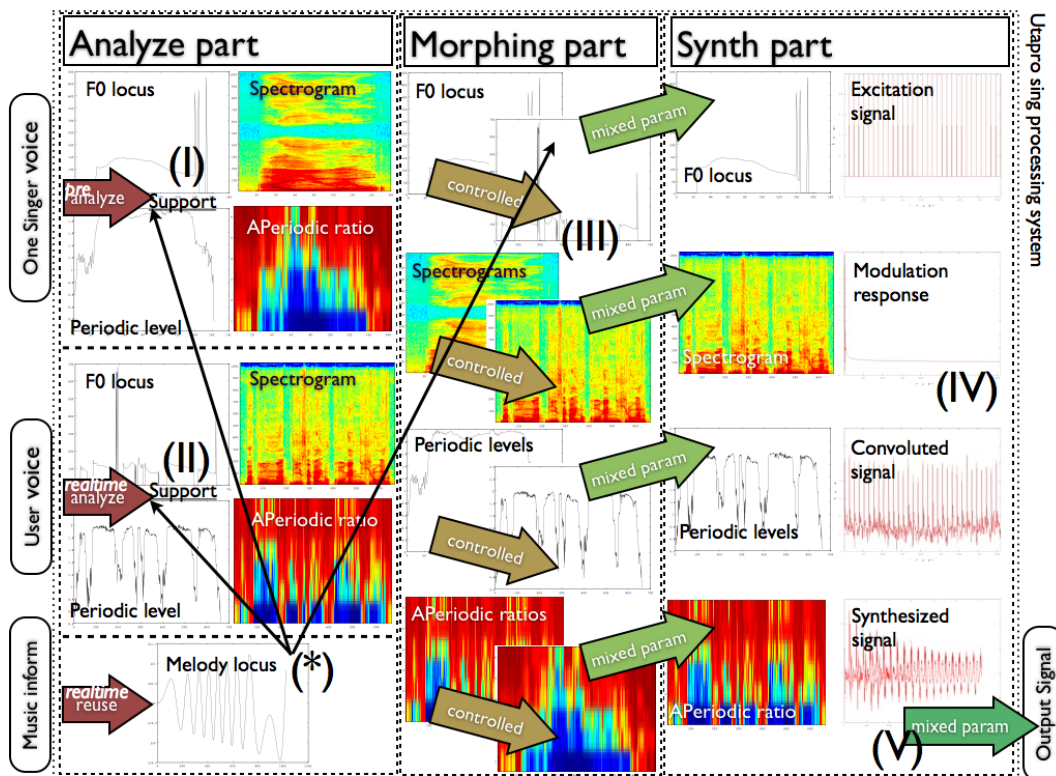 Analyze part
Morphing part
Synth part
Utapro sing processing system
One Singer voice
F0 locus
Spectrogram
(I)
pre
analyze
Support
APeriodic ratio
Periodic level
User voice
F0 locus
Spectrogram
(II)
realtime
analyze
Support
APeriodic ratio
Periodic level
Music inform
realtime
reuse
Melody locus
(*)
F0 locus
controlled
(III)
mixed param
Spectrograms
controlled
mixed param
Periodic levels
controlled
mixed param
APeriodic ratios
controlled
mixed param
F0 locus
Excitation
signal
Spectrogram
Modulation
response
(IV)
Periodic levels
Convoluted
signal
APeriodic ratio
Synthesized
signal
(V)
mixed param
Output Signal